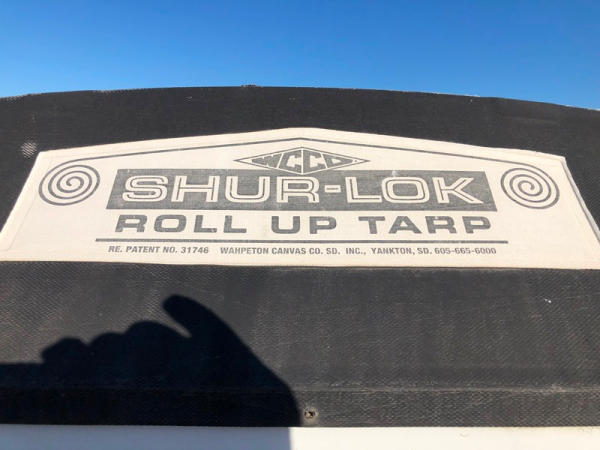 WCCO
SHUR-LOK
ROLL UP TARP
RE. PATENT NO. 31746 WAHPETON CANVAS CO. SD. INC., YANKTON, SD. 605-665-6000